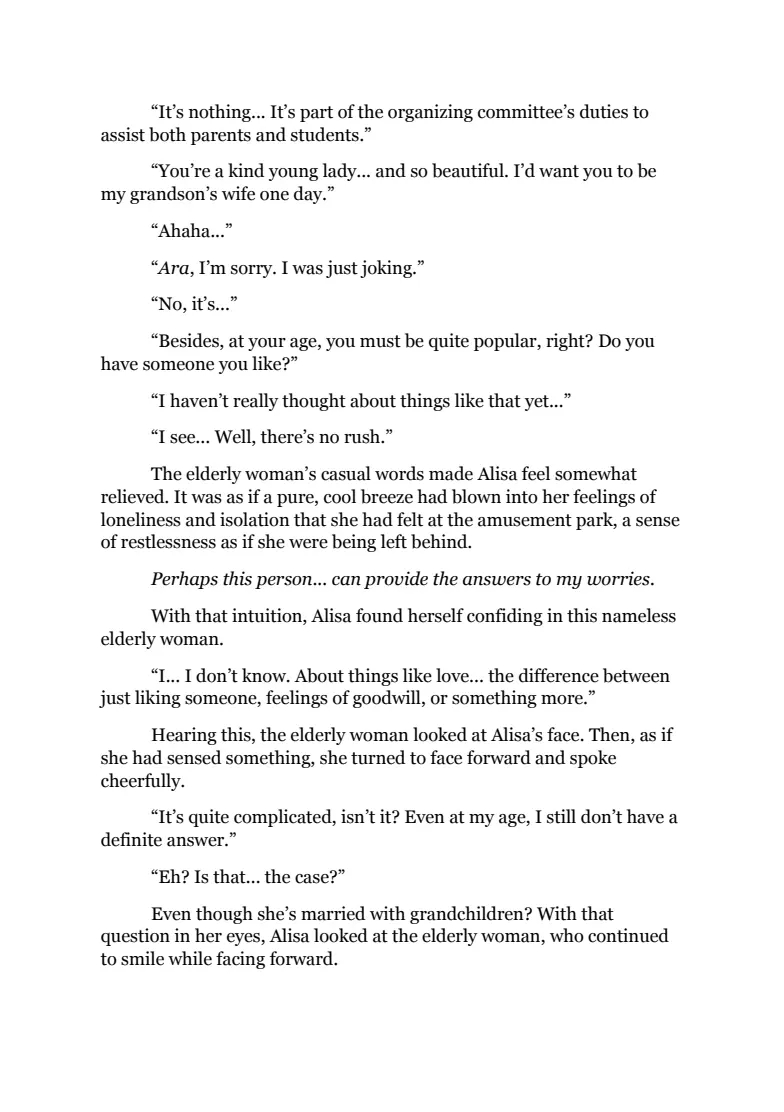 “It’s nothing... It’s part of the organizing committee’s duties to
assist both parents and students.”
“You’re a kind young lady... and so beautiful. I’d want you to be
my grandson’s wife one day.”
“Ahaha...”
“Ara, I’m sorry. I was just joking.”
“No, it’s...”
“Besides, at your age, you must be quite popular, right? Do you
have someone you like?”
“I haven’t really thought about things like that yet...”
“I see... Well, there’s no rush.”
The elderly woman’s casual words made Alisa feel somewhat
relieved. It was as if a pure, cool breeze had blown into her feelings of
loneliness and isolation that she had felt at the amusement park, a sense
of restlessness as if she were being left behind.
Perhaps this person... can provide the answers to my worries.
With that intuition, Alisa found herself confiding in this nameless
elderly woman.
“I... I don’t know. About things like love... the difference between
just liking someone, feelings of goodwill, or something more.”
Hearing this, the elderly woman looked at Alisa’s face. Then, as if
she had sensed something, she turned to face forward and spoke
cheerfully.
“It’s quite complicated, isn’t it? Even at my age, I still don’t have a
definite answer.”
“Eh? Is that... the case?”
Even though she’s married with grandchildren? With that
question in her eyes, Alisa looked at the elderly woman, who continued
to smile while facing forward.